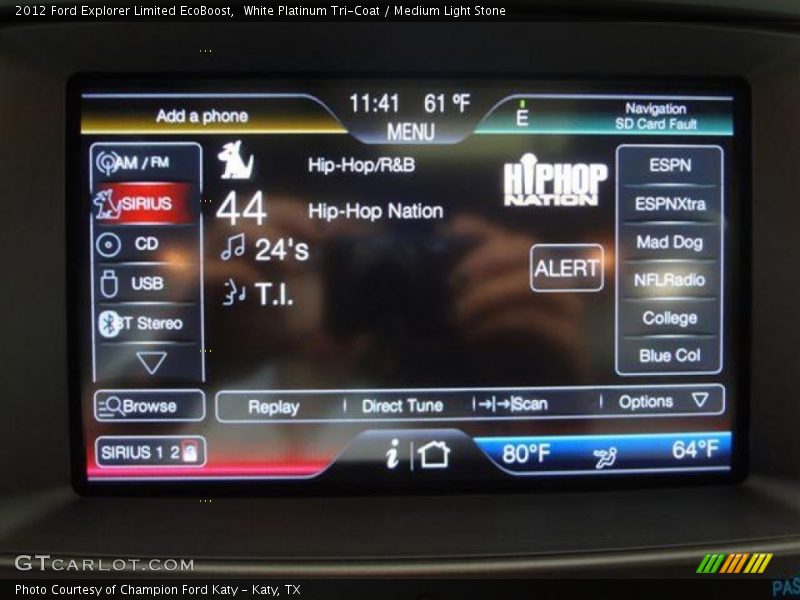 2012 Ford Explorer Limited EcoBoost,  White Platinum Tri-Coat / Medium Light Stone
11:41 61 ºF
Add a phone
MENU
E
Navigation
SD Card Fault
AM / FM
SIRIUS
CD
USB
BT Stereo
Hip-Hop/R&B
44 Hip-Hop Nation
24's
T.I.
HIPHOP
NATION
ALERT
ESPN
ESPNXtra
Mad Dog
NFLRadio
College
Blue Col
Browse
Replay
Direct Tune
Scan
Options
SIRIUS 1 2 3
i
80°F
64°F
GTCARLOT.COM
Photo Courtesy of Champion Ford Katy - Katy, TX
PAS